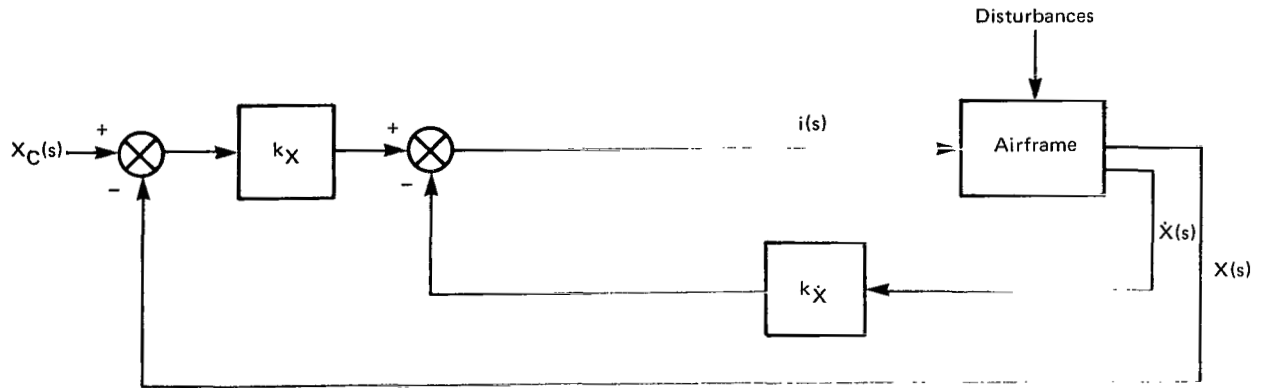 Disturbances
X_C(s)
+
−
k_X
+
−
i(s)
Airframe
k_Ẋ
Ẋ(s)
X(s)